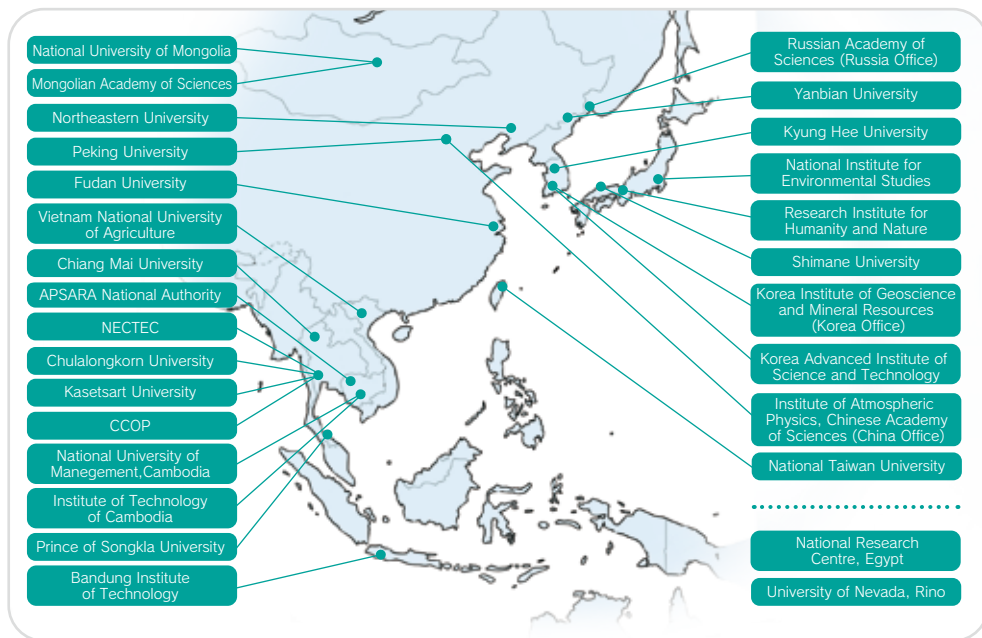 National University of Mongolia
Mongolian Academy of Sciences
Northeastern University
Peking University
Fudan University
Vietnam National University
of Agriculture
Chiang Mai University
APSARA National Authority
NECTEC
Chulalongkorn University
Kasetsart University
CCOP
National University of
Manegement,Cambodia
Institute of Technology
of Cambodia
Prince of Songkla University
Bandung Institute
of Technology
Russian Academy of
Sciences (Russia Office)
Yanbian University
Kyung Hee University
National Institute for
Environmental Studies
Research Institute for
Humanity and Nature
Shimane University
Korea Institute of Geoscience
and Mineral Resources
(Korea Office)
Korea Advanced Institute of
Science and Technology
Institute of Atmospheric
Physics, Chinese Academy
of Sciences (China Office)
National Taiwan University
National Research
Centre, Egypt
University of Nevada, Rino